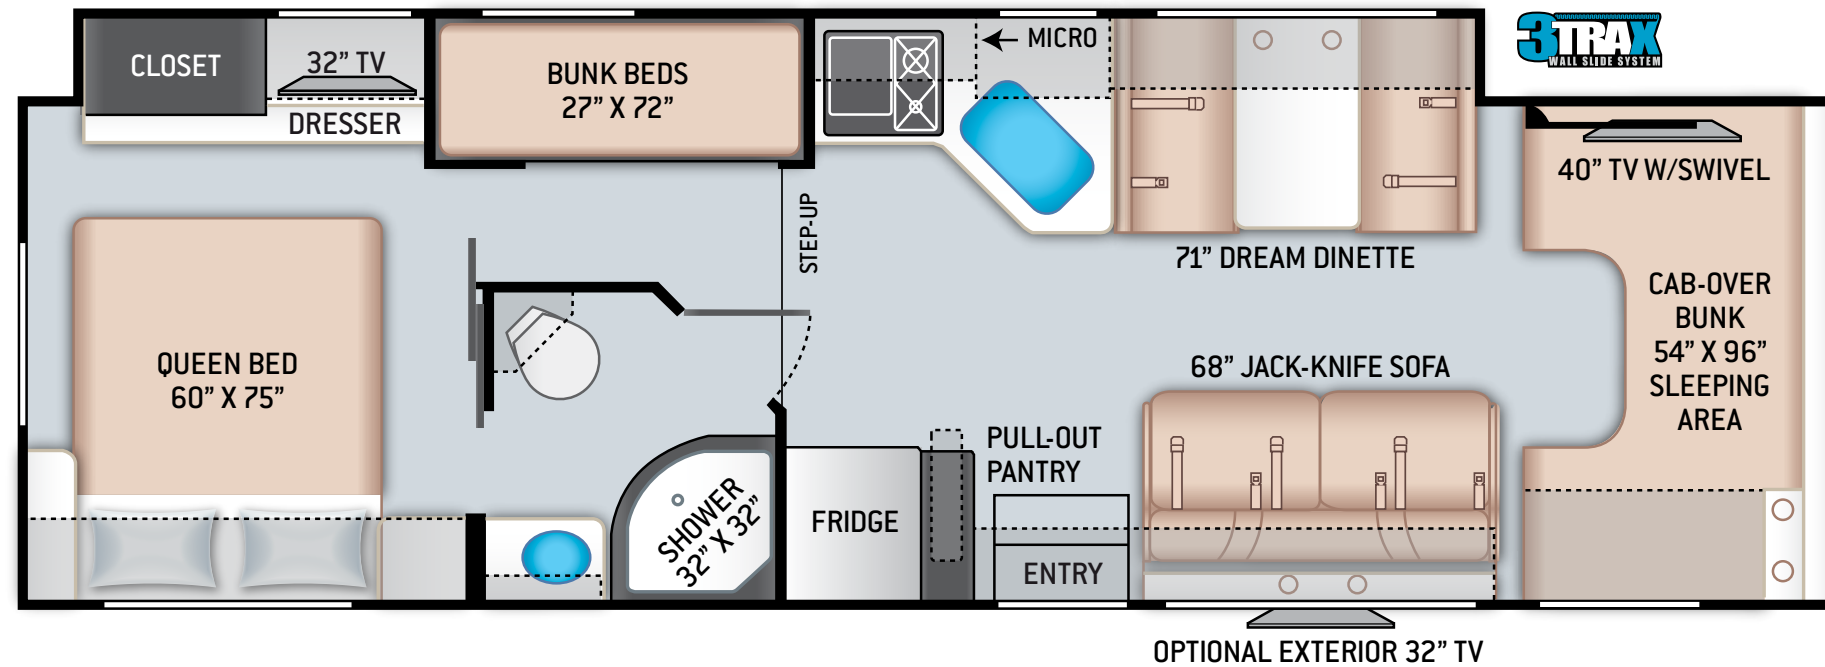 CLOSET
32” TV
DRESSER
BUNK BEDS
27” X 72”
MICRO
3TRAX
WALL SLIDE SYSTEM
40” TV W/SWIVEL
STEP-UP
71” DREAM DINETTE
CAB-OVER
BUNK
54” X 96”
SLEEPING
AREA
QUEEN BED
60” X 75”
68” JACK-KNIFE SOFA
PULL-OUT
PANTRY
SHOWER
32” X 32”
FRIDGE
ENTRY
OPTIONAL EXTERIOR 32” TV